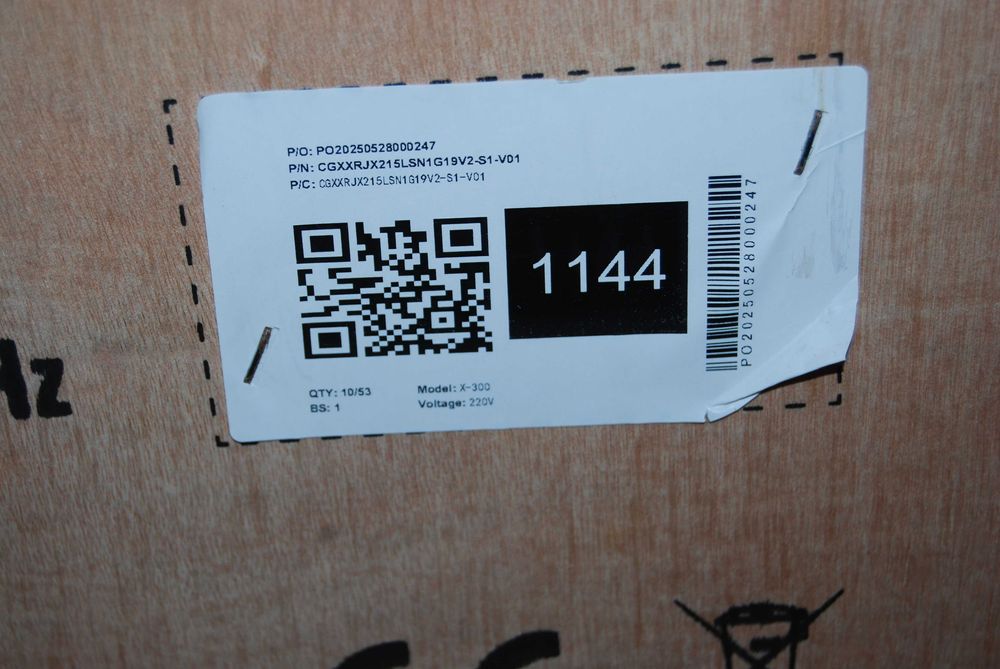 P/O: PO20250528000247
P/N: CGXXRJX215LSN1G19V2-S1-V01
P/C: CGXXRJX215LSN1G19V2-S1-V01
1144
PO20250528000247
QTY: 10/53
Model: X-300
BS: 1
Voltage: 220V
Hz